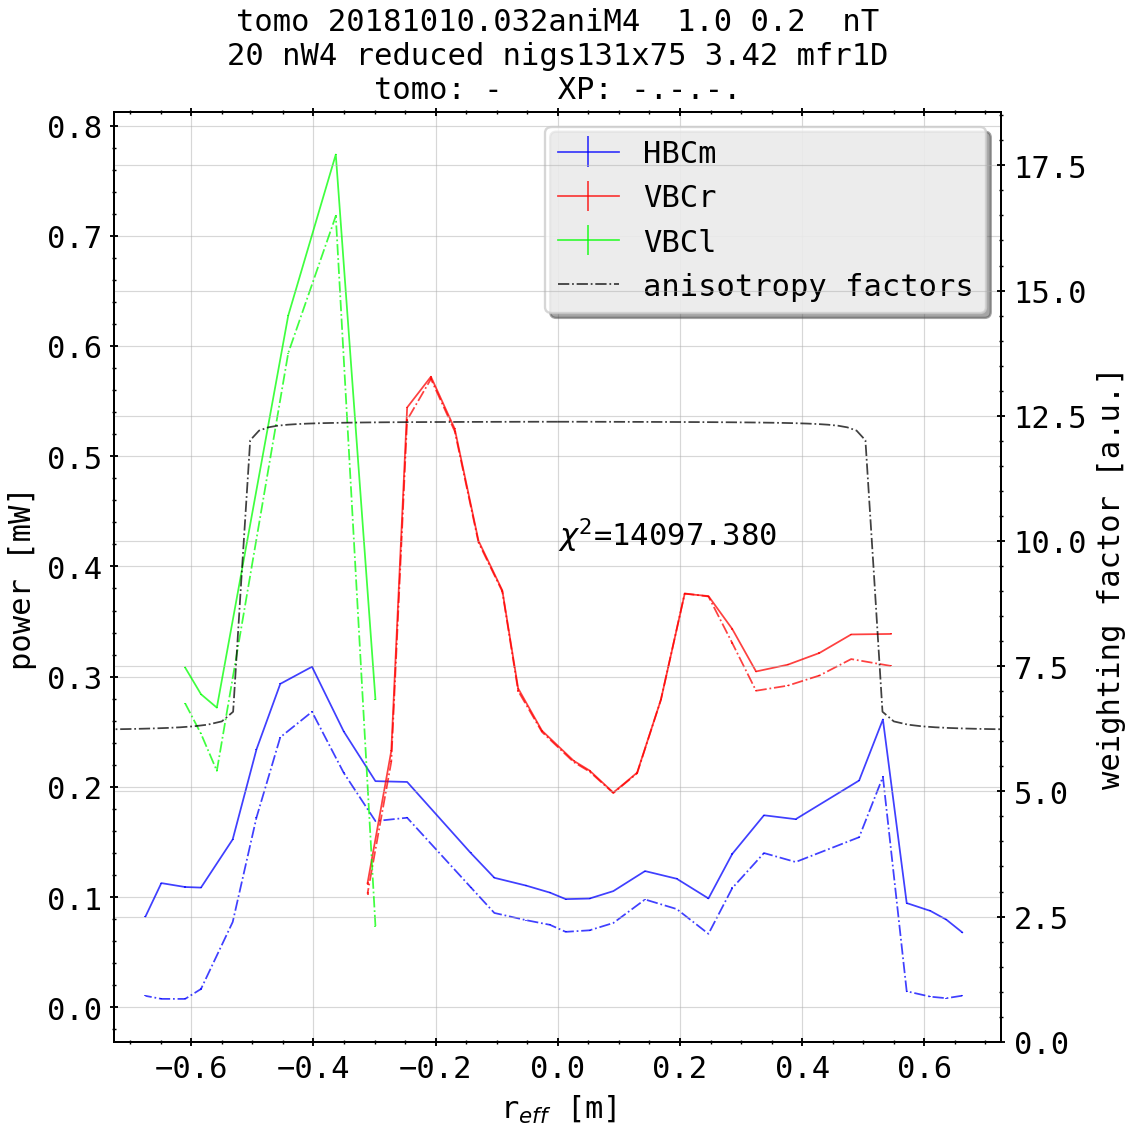 tomo 20181010.032aniM4  1.0 0.2  nT
20 nW4 reduced nigs131x75 3.42 mfr1D
tomo: -   XP: -.-.-.
HBCm
VBCr
VBCl
anisotropy factors
χ²=14097.380
power [mW]
0.8
0.7
0.6
0.5
0.4
0.3
0.2
0.1
0.0
weighting factor [a.u.]
17.5
15.0
12.5
10.0
7.5
5.0
2.5
0.0
−0.6 −0.4 −0.2 0.0 0.2 0.4 0.6
r_eff [m]